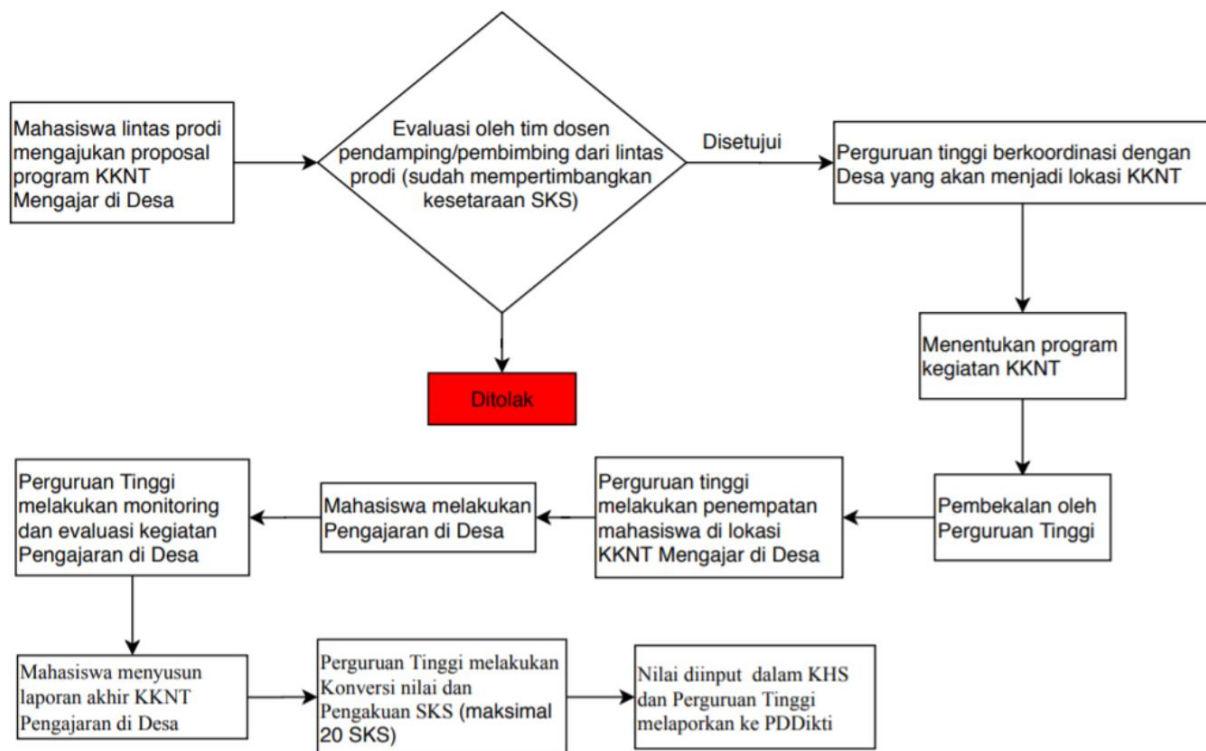 Mahasiswa lintas prodi
mengajukan proposal
program KKNT
Mengajar di Desa
Evaluasi oleh tim dosen
pendamping/pembimbing dari lintas
prodi (sudah mempertimbangkan
kesetaraan SKS)
Disetujui
Perguruan tinggi berkoordinasi dengan
Desa yang akan menjadi lokasi KKNT
Ditolak
Menentukan program
kegiatan KKNT
Pembekalan oleh
Perguruan Tinggi
Perguruan tinggi
melakukan penempatan
mahasiswa di lokasi
KKNT Mengajar di Desa
Mahasiswa melakukan
Pengajaran di Desa
Perguruan Tinggi
melakukan monitoring
dan evaluasi kegiatan
Pengajaran di Desa
Mahasiswa menyusun
laporan akhir KKNT
Pengajaran di Desa
Perguruan Tinggi melakukan
Konversi nilai dan
Pengakuan SKS (maksimal
20 SKS)
Nilai diinput dalam KHS
dan Perguruan Tinggi
melaporkan ke PDDikti